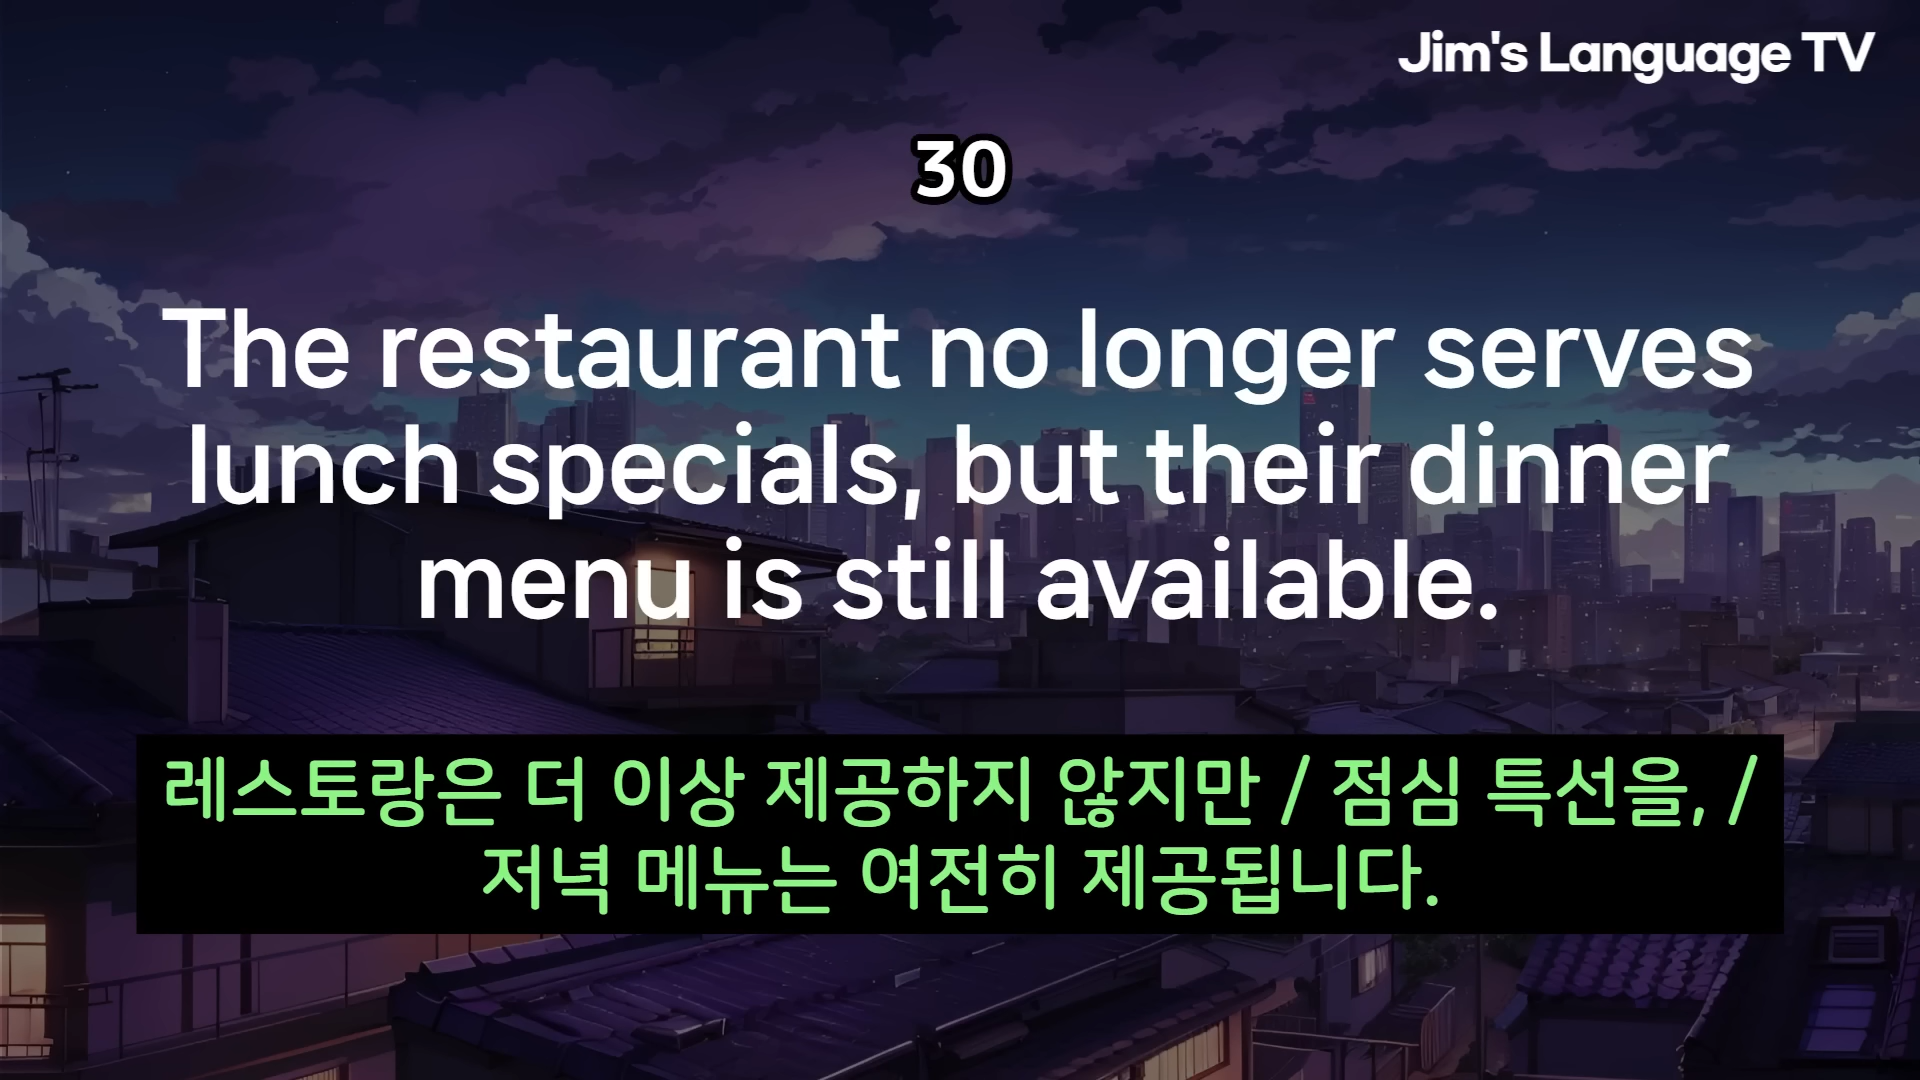 Jim's Language TV
30
The restaurant no longer serves
lunch specials, but their dinner
menu is still available.
레스토랑은 더 이상 제공하지 않지만 / 점심 특선을, /
저녁 메뉴는 여전히 제공됩니다.